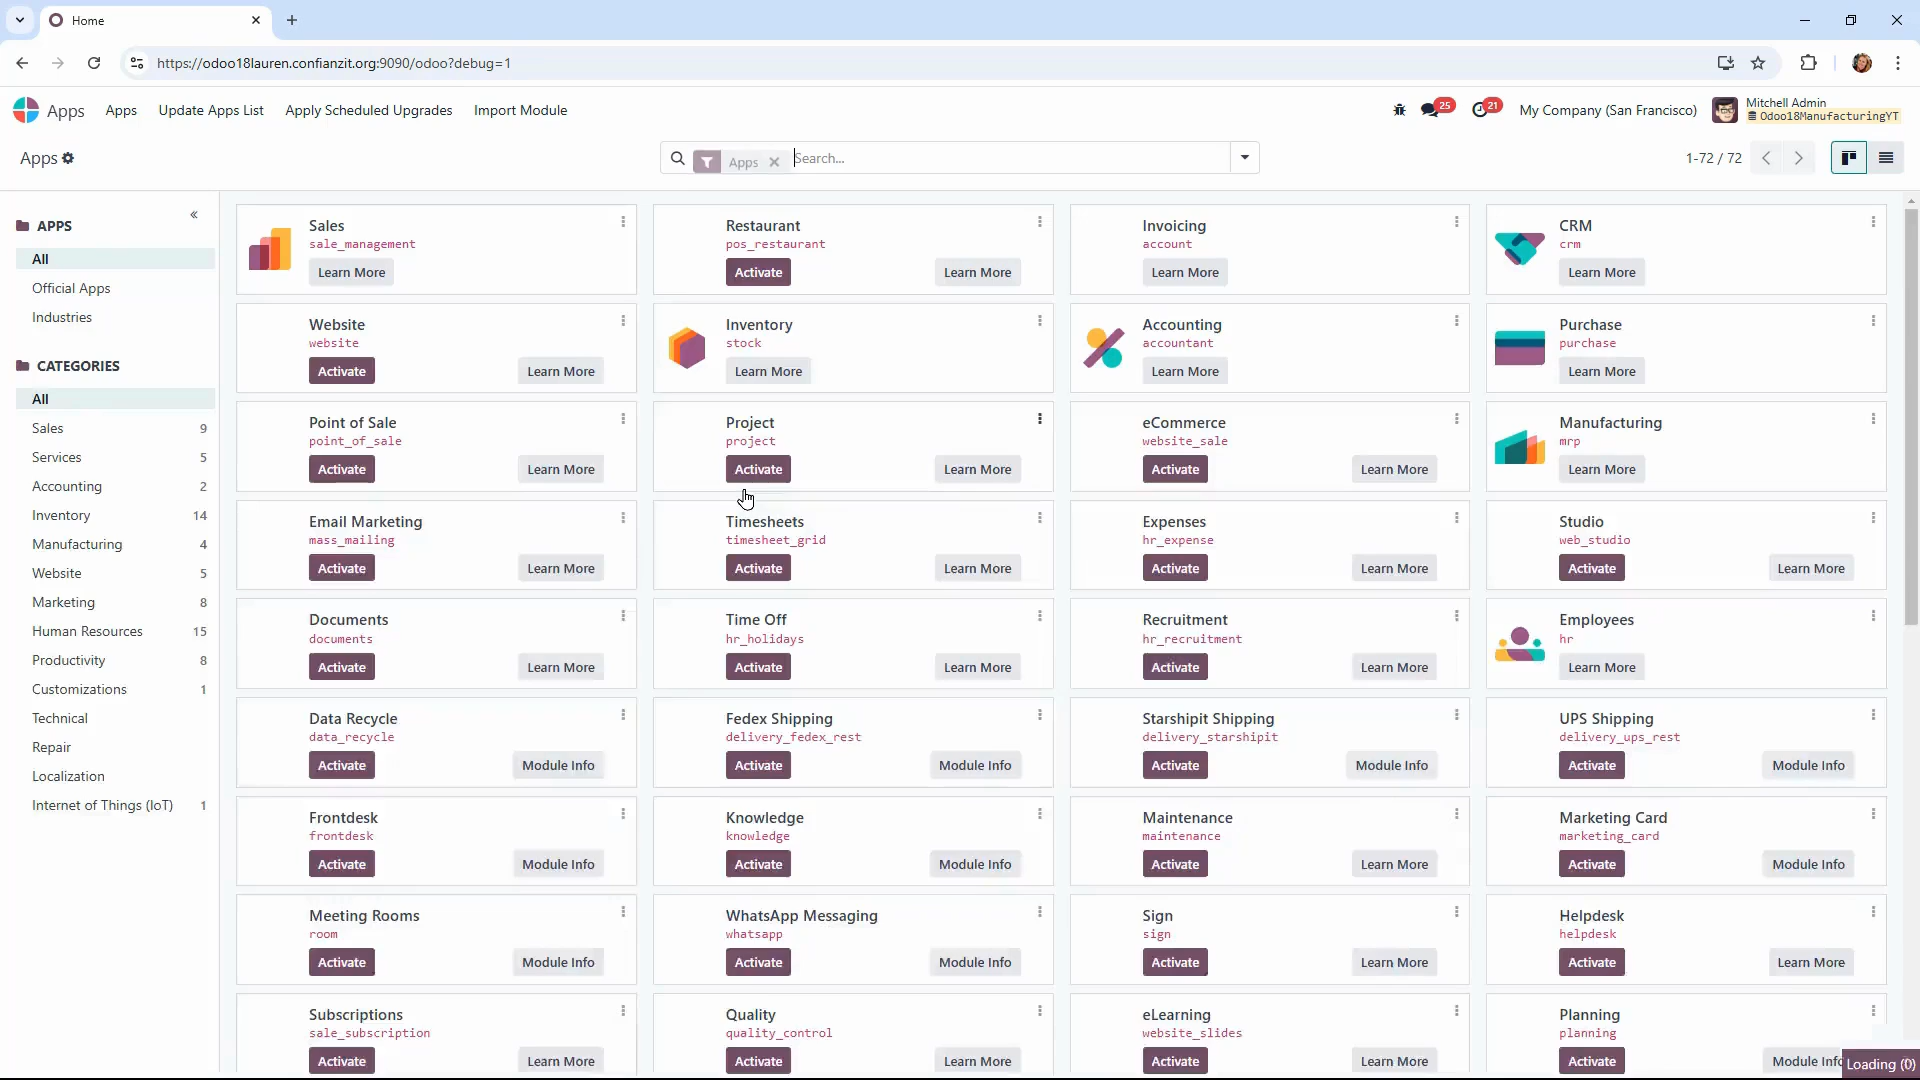 Home
https://odoo18lauren.confianzit.org:9090/odoo?debug=1
Apps Apps Update Apps List Apply Scheduled Upgrades Import Module 25 21 My Company (San Francisco) Mitchell Admin
Odoo18ManufacturingYT
Apps Apps Search... 1-72 / 72
APPS
All
Official Apps
Industries
CATEGORIES
All
Sales 9
Services 5
Accounting 2
Inventory 14
Manufacturing 4
Website 5
Marketing 8
Human Resources 15
Productivity 8
Customizations 1
Technical
Repair
Localization
Internet of Things (IoT) 1
Sales
sale_management
Learn More
Restaurant
pos_restaurant
Activate Learn More
Invoicing
account
Learn More
CRM
crm
Learn More
Website
website
Activate Learn More
Inventory
stock
Learn More
Accounting
accountant
Learn More
Purchase
purchase
Learn More
Point of Sale
point_of_sale
Activate Learn More
Project
project
Activate Learn More
eCommerce
website_sale
Activate Learn More
Manufacturing
mrp
Learn More
Email Marketing
mass_mailing
Activate Learn More
Timesheets
timesheet_grid
Activate Learn More
Expenses
hr_expense
Activate Learn More
Studio
web_studio
Activate Learn More
Documents
documents
Activate Learn More
Time Off
hr_holidays
Activate Learn More
Recruitment
hr_recruitment
Activate Learn More
Employees
hr
Learn More
Data Recycle
data_recycle
Activate Module Info
Fedex Shipping
delivery_fedex_rest
Activate Module Info
Starshipit Shipping
delivery_starshipit
Activate Module Info
UPS Shipping
delivery_ups_rest
Activate Module Info
Frontdesk
frontdesk
Activate Module Info
Knowledge
knowledge
Activate Module Info
Maintenance
maintenance
Activate Learn More
Marketing Card
marketing_card
Activate Module Info
Meeting Rooms
room
Activate Module Info
WhatsApp Messaging
whatsapp
Activate Module Info
Sign
sign
Activate Learn More
Helpdesk
helpdesk
Activate Learn More
Subscriptions
sale_subscription
Activate Learn More
Quality
quality_control
Activate Learn More
eLearning
website_slides
Activate Learn More
Planning
planning
Activate Module Info
Loading (0)